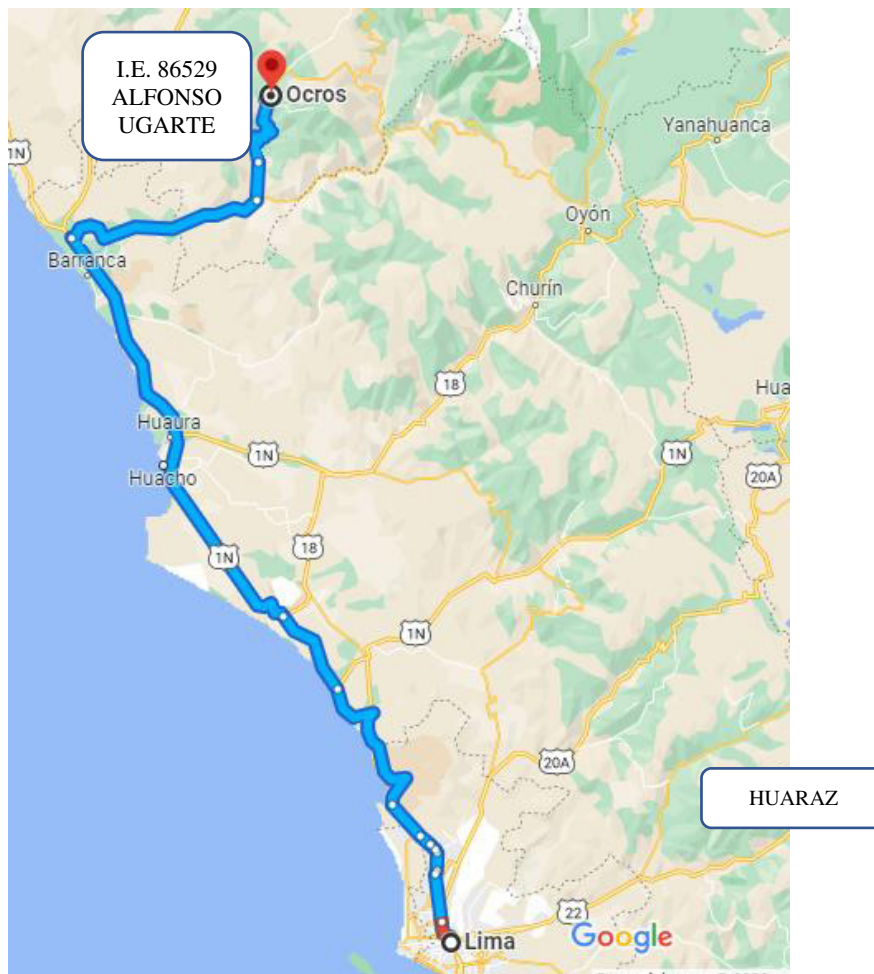 I.E. 86529
ALFONSO
UGARTE
Ocros
Yanahuanca
1N
Oyón
Barranca
Churín
18
Hua
Huaura
1N
1N
Huacho
20A
18
1N
1N
20A
HUARAZ
22
Google
Lima